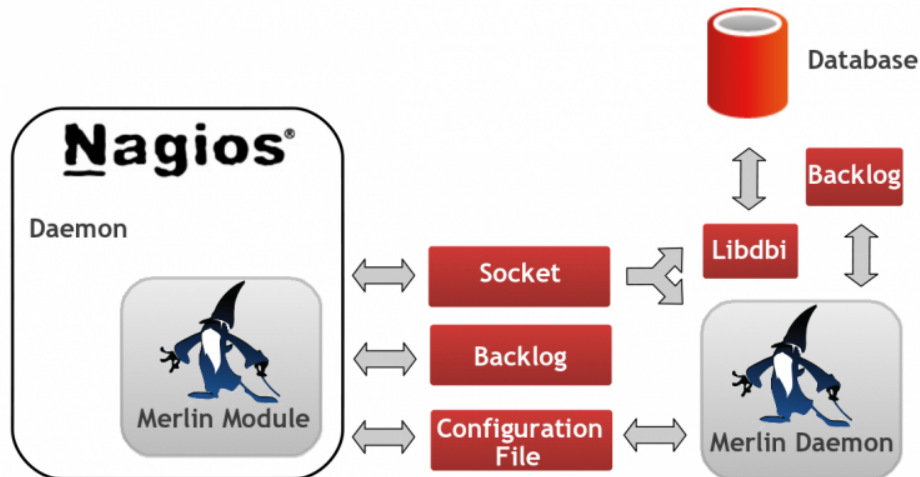 Database
Nagios®
Backlog
Daemon
Libdbi
Socket
Backlog
Merlin Module
Configuration
File
Merlin Daemon